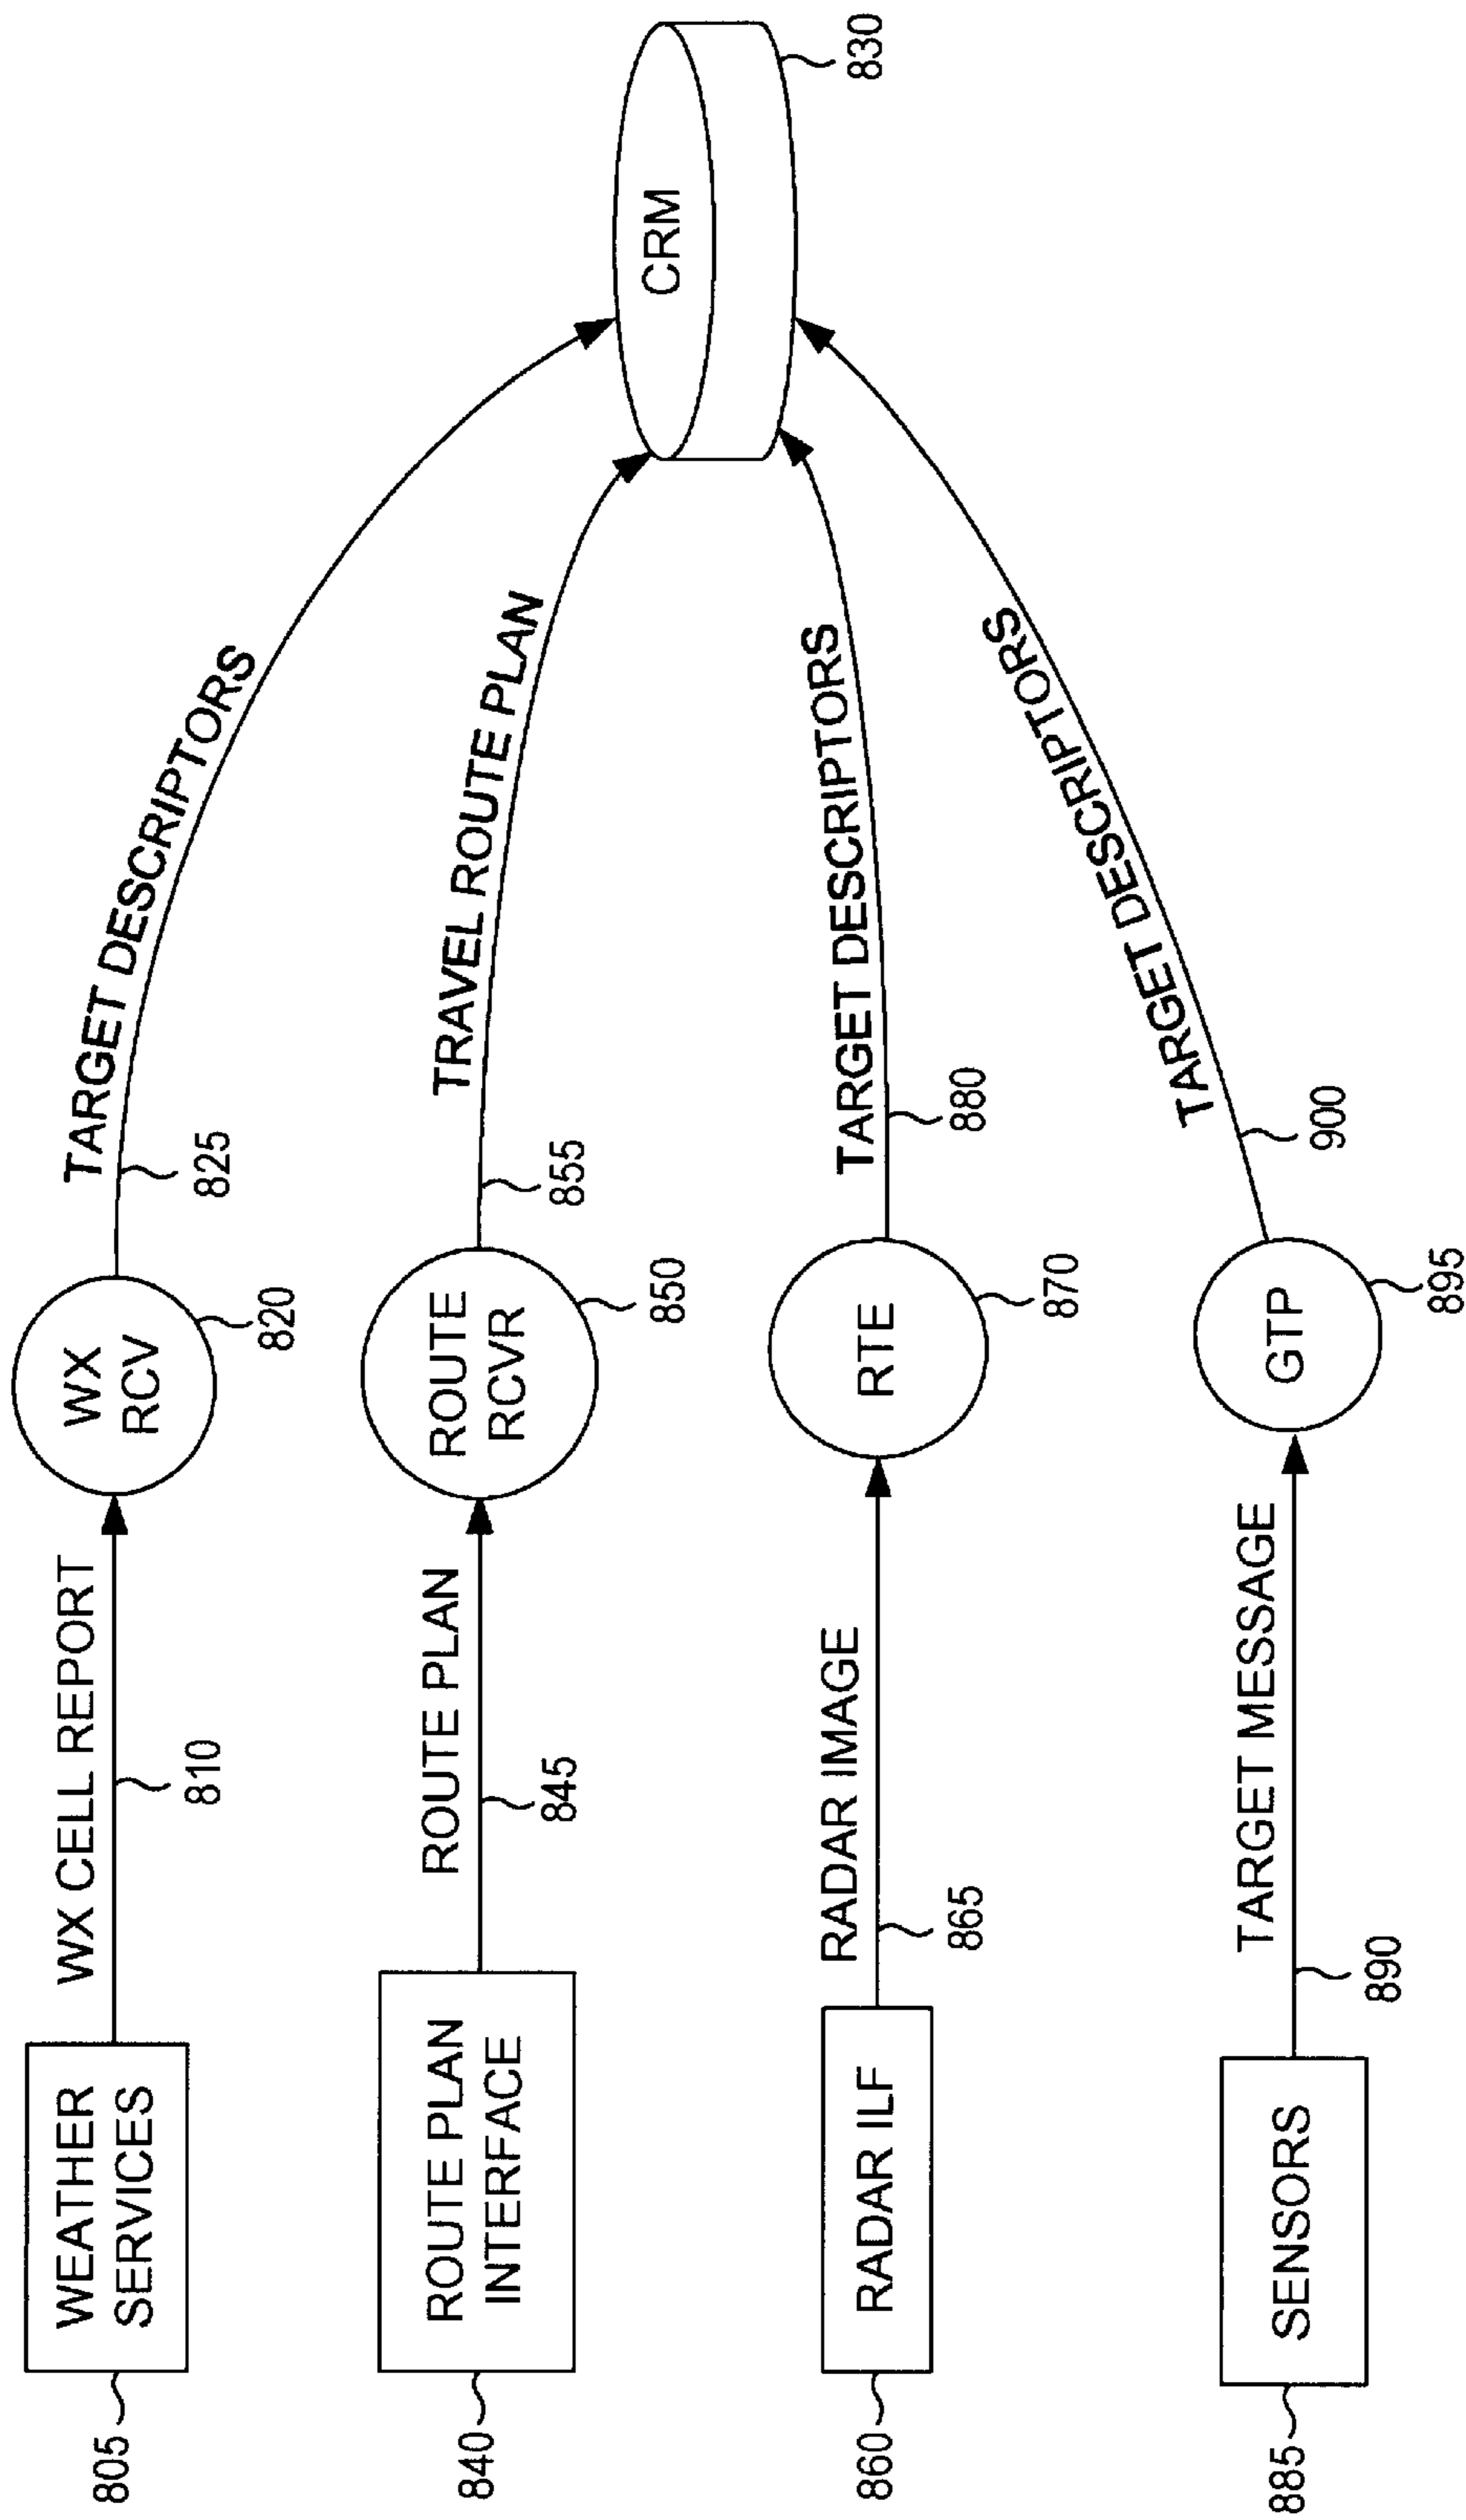 805
WEATHER
SERVICES
WX CELL REPORT
810
WX
RCV
820
TARGET DESCRIPTORS
825
840
ROUTE PLAN
INTERFACE
ROUTE PLAN
845
ROUTE
RCVR
850
TRAVEL ROUTE PLAN
855
CRM
830
860
RADAR ILF
RADAR IMAGE
865
RTE
870
TARGET DESCRIPTORS
880
885
SENSORS
TARGET MESSAGE
890
GTP
895
TARGET DESCRIPTORS
900